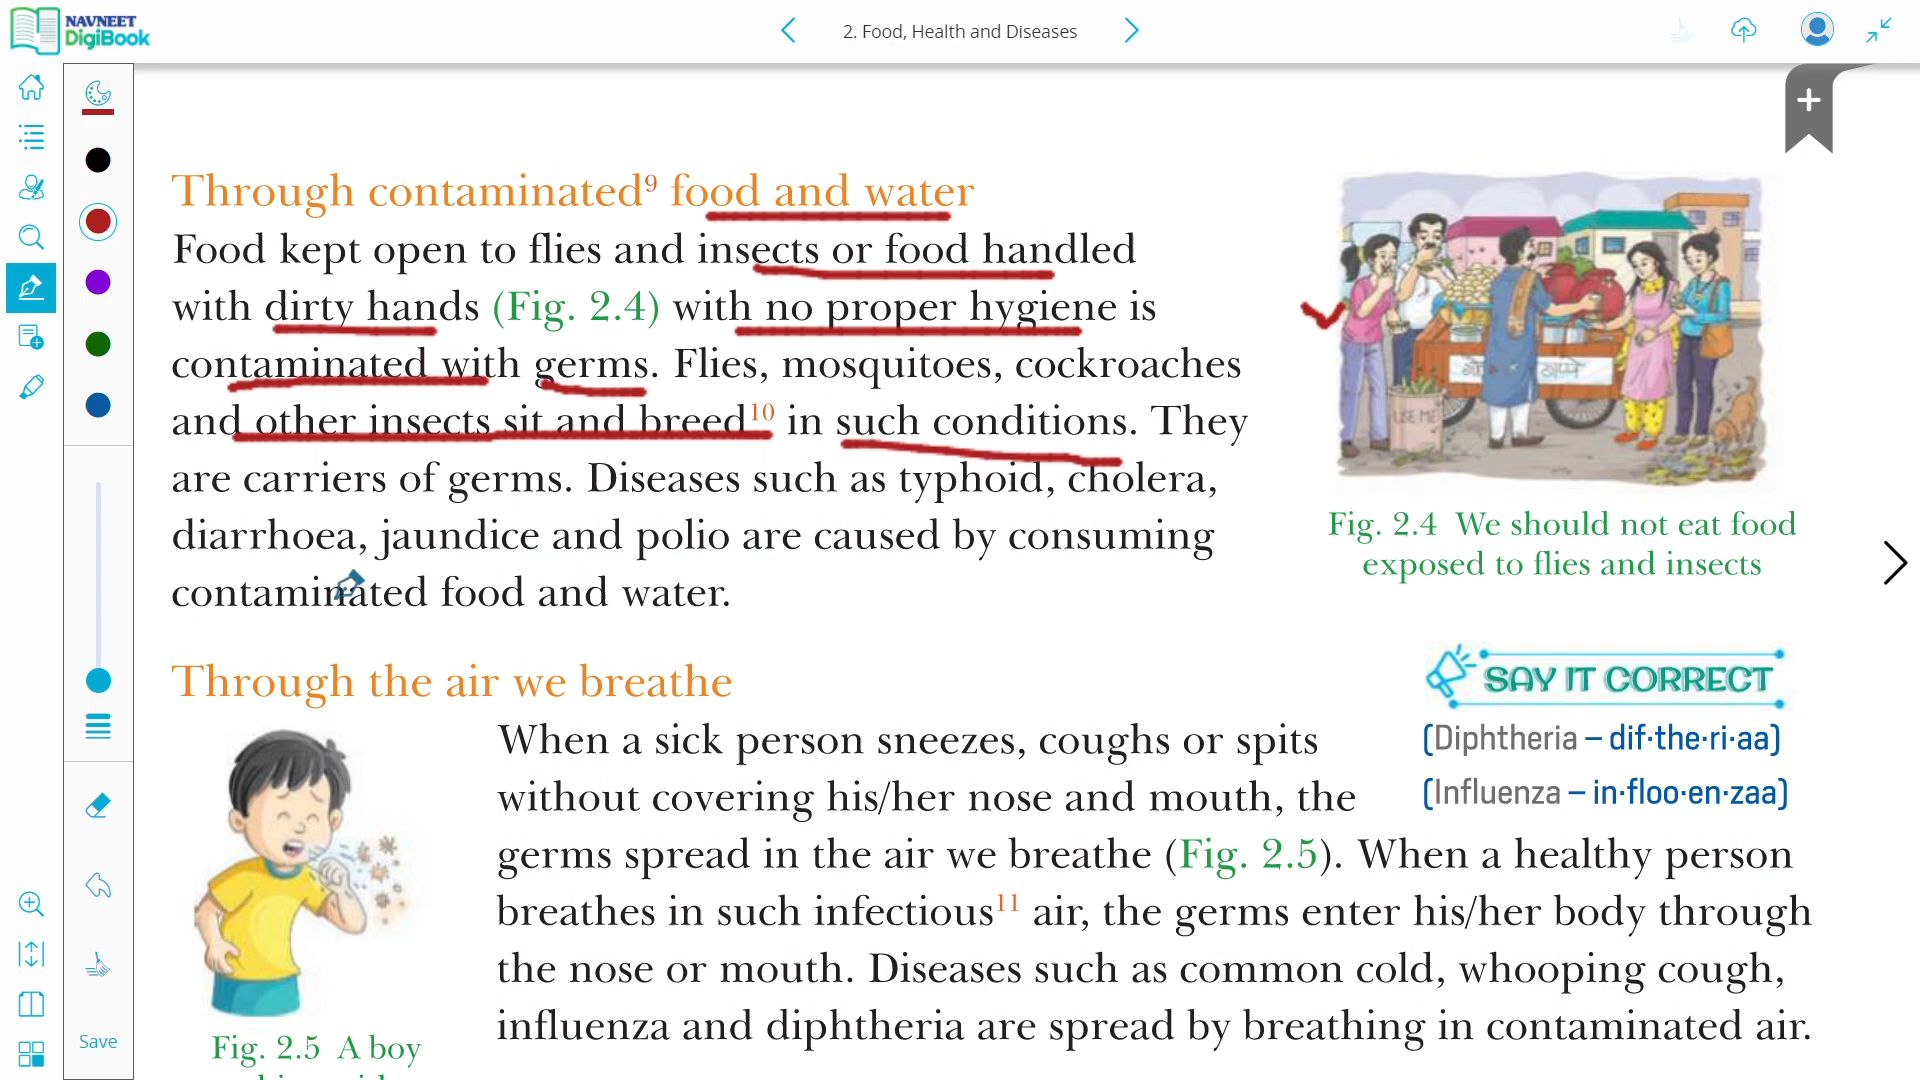 NAVNEET
DigiBook
2. Food, Health and Diseases
Through contaminated⁹ food and water
Food kept open to flies and insects or food handled
with dirty hands (Fig. 2.4) with no proper hygiene is
contaminated with germs. Flies, mosquitoes, cockroaches
and other insects sit and breed¹⁰ in such conditions. They
are carriers of germs. Diseases such as typhoid, cholera,
diarrhoea, jaundice and polio are caused by consuming
contaminated food and water.
USE ME
Fig. 2.4 We should not eat food
exposed to flies and insects
Through the air we breathe
When a sick person sneezes, coughs or spits
without covering his/her nose and mouth, the
germs spread in the air we breathe (Fig. 2.5). When a healthy person
breathes in such infectious¹¹ air, the germs enter his/her body through
the nose or mouth. Diseases such as common cold, whooping cough,
influenza and diphtheria are spread by breathing in contaminated air.
SAY IT CORRECT
(Diphtheria – dif·the·ri·aa)
(Influenza – in·floo·en·zaa)
Fig. 2.5 A boy
Save